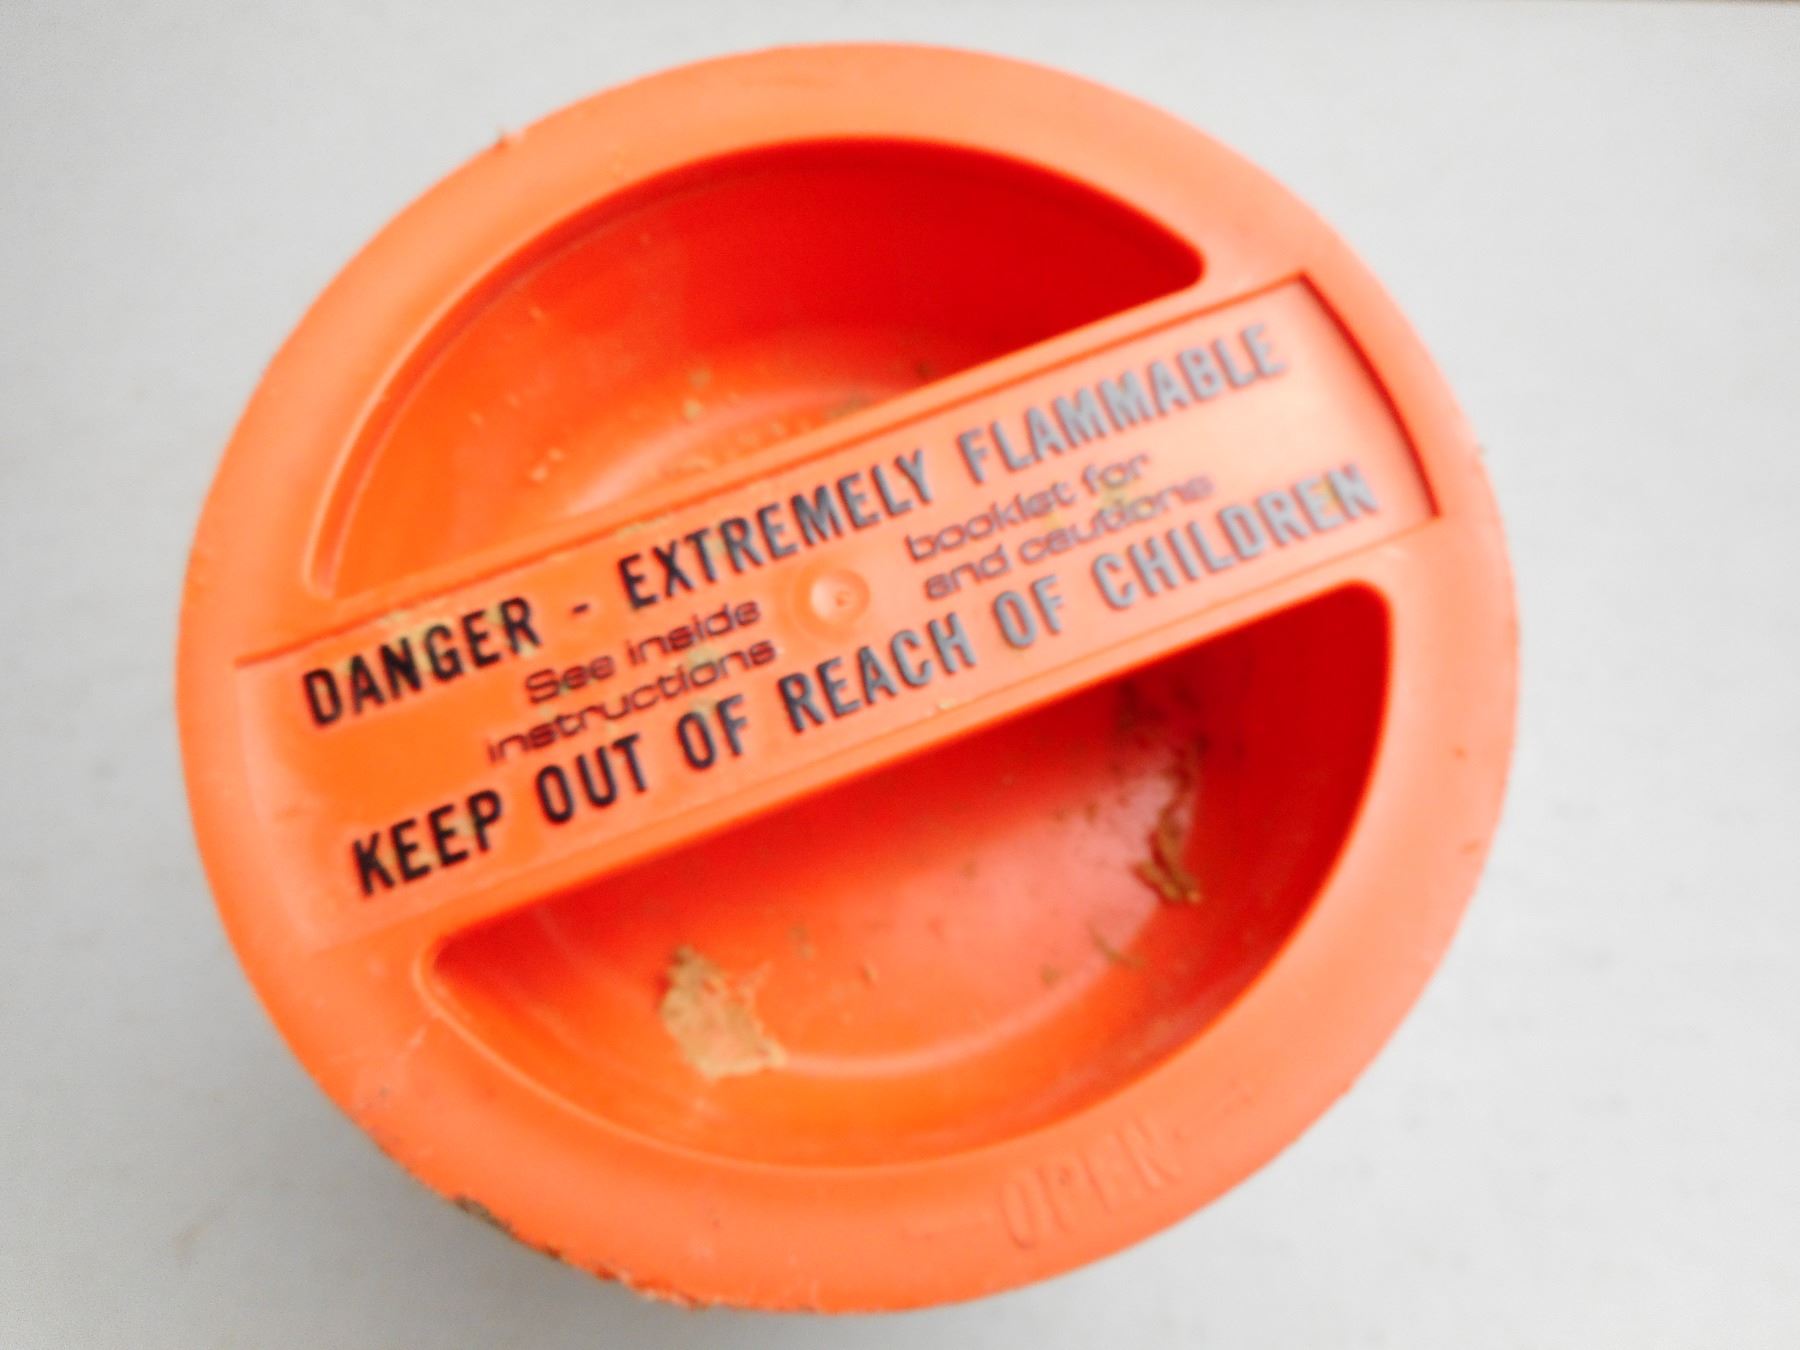 DANGER - EXTREMELY FLAMMABLE
See inside booklet for
instructions and cautions
KEEP OUT OF REACH OF CHILDREN
OPEN